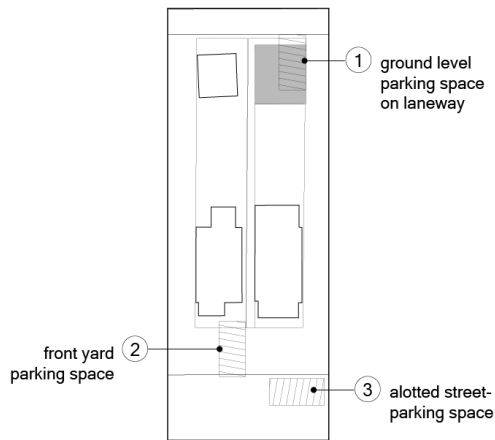 1
ground level
parking space
on laneway
2
front yard
parking space
3
alotted street-
parking space